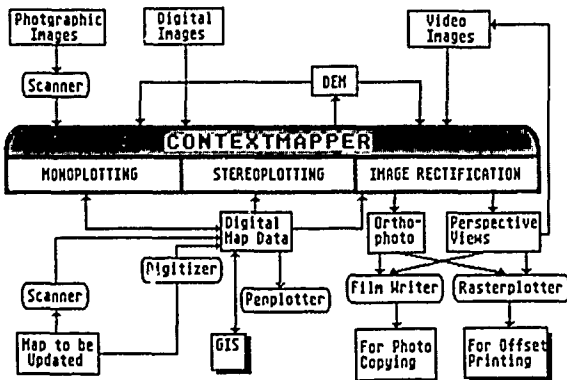 Photgraphic
Images
Digital
Images
Video
Images
Scanner
DEM
CONTEXTMAPPER
MONOPLOTTING
STEREOPLOTTING
IMAGE RECTIFICATION
Digital
Map Data
Ortho-
photo
Perspective
Views
Digitizer
Scanner
Penplotter
Film Writer
Rasterplotter
Map to be
Updated
GIS
For Photo
Copying
For Offset
Printing